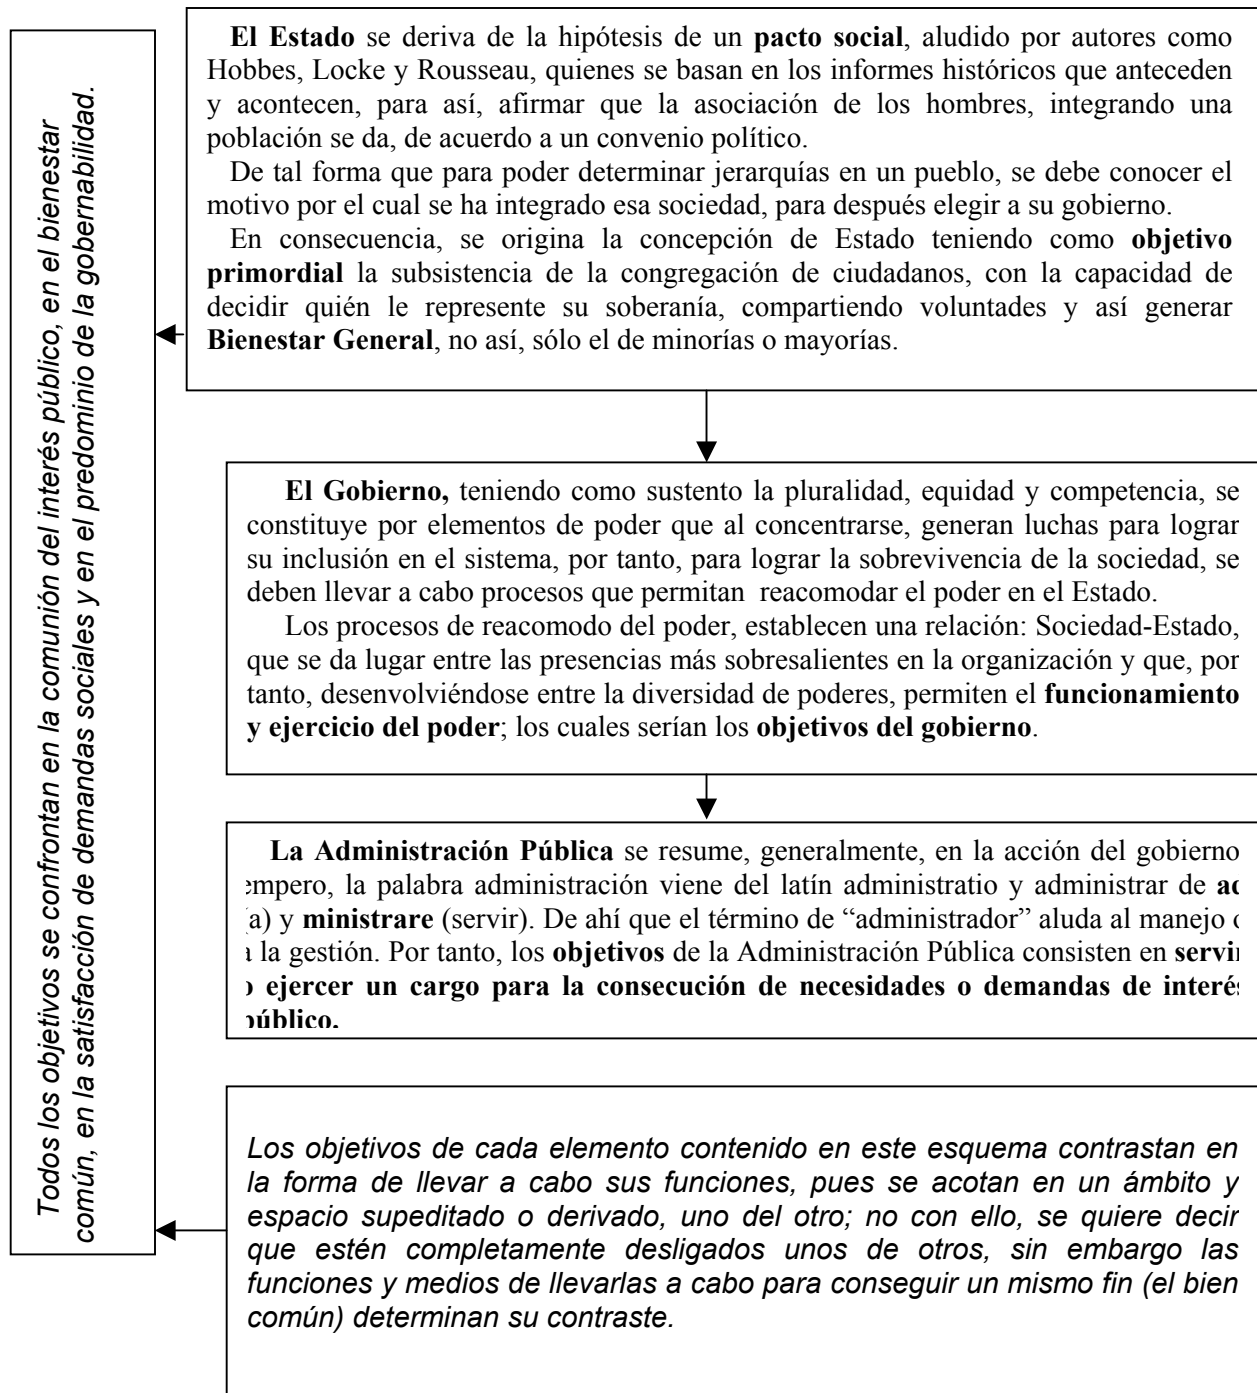 Todos los objetivos se confrontan en la comunión del interés público, en el bienestar
común, en la satisfacción de demandas sociales y en el predominio de la gobernabilidad.
El Estado se deriva de la hipótesis de un pacto social, aludido por autores como
Hobbes, Locke y Rousseau, quienes se basan en los informes históricos que anteceden
y acontecen, para así, afirmar que la asociación de los hombres, integrando una
población se da, de acuerdo a un convenio político.
De tal forma que para poder determinar jerarquías en un pueblo, se debe conocer el
motivo por el cual se ha integrado esa sociedad, para después elegir a su gobierno.
En consecuencia, se origina la concepción de Estado teniendo como objetivo
primordial la subsistencia de la congregación de ciudadanos, con la capacidad de
decidir quién le represente su soberanía, compartiendo voluntades y así generar
Bienestar General, no así, sólo el de minorías o mayorías.
El Gobierno, teniendo como sustento la pluralidad, equidad y competencia, se
constituye por elementos de poder que al concentrarse, generan luchas para lograr
su inclusión en el sistema, por tanto, para lograr la sobrevivencia de la sociedad, se
deben llevar a cabo procesos que permitan reacomodar el poder en el Estado.
Los procesos de reacomodo del poder, establecen una relación: Sociedad-Estado,
que se da lugar entre las presencias más sobresalientes en la organización y que, por
tanto, desenvolviéndose entre la diversidad de poderes, permiten el funcionamiento
y ejercicio del poder; los cuales serían los objetivos del gobierno.
La Administración Pública se resume, generalmente, en la acción del gobierno
empero, la palabra administración viene del latín administratio y administrar de
(a) y ministrare (servir). De ahí que el término de “administrador” aluda al manejo
a la gestión. Por tanto, los objetivos de la Administración Pública consisten en servir
o ejercer un cargo para la consecución de necesidades o demandas de interés
público.
Los objetivos de cada elemento contenido en este esquema contrastan en
la forma de llevar a cabo sus funciones, pues se acotan en un ámbito y
espacio supeditado o derivado, uno del otro; no con ello, se quiere decir
que estén completamente desligados unos de otros, sin embargo las
funciones y medios de llevarlas a cabo para conseguir un mismo fin (el bien
común) determinan su contraste.